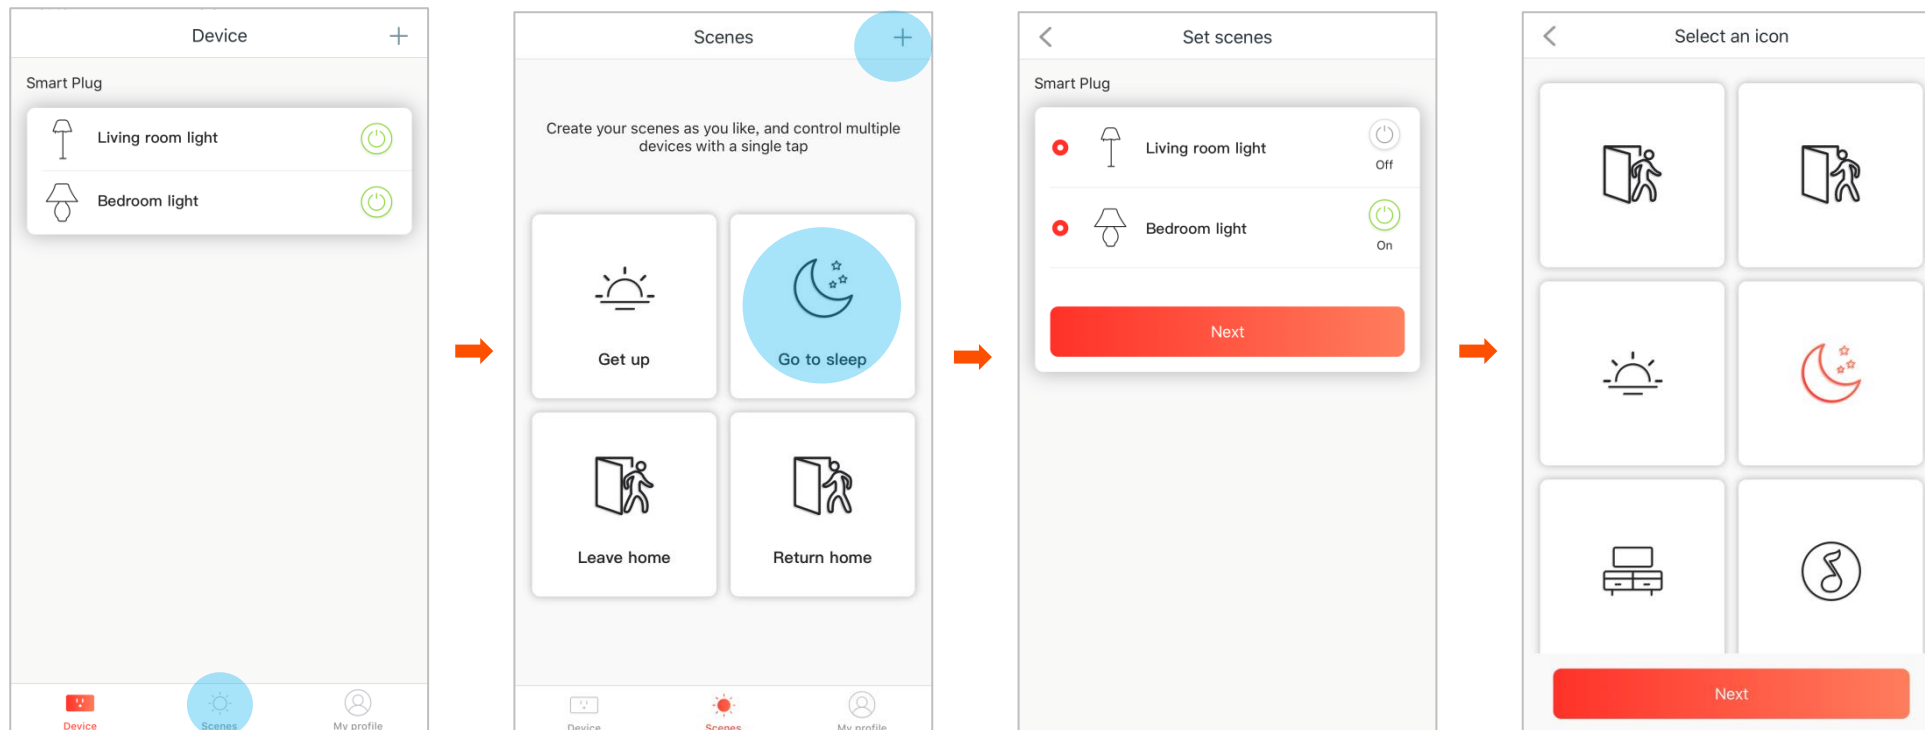 Device
Smart Plug
Living room light
Bedroom light
Device
Scenes
My profile
Scenes
Create your scenes as you like, and control multiple
devices with a single tap
Get up
Go to sleep
Leave home
Return home
Device
Scenes
My profile
Set scenes
Smart Plug
Living room light
Off
Bedroom light
On
Next
Select an icon
Next